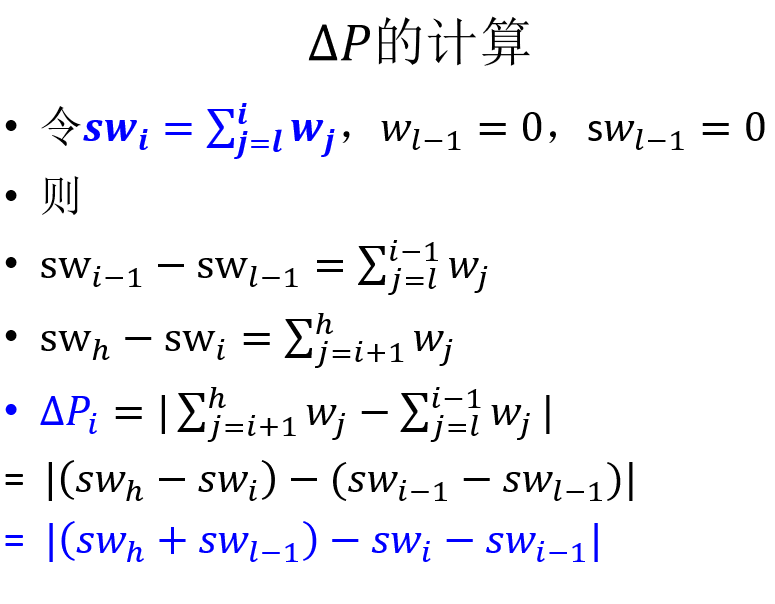 ΔP的计算
• 令sw_i = ∑_{j=l}^{i} w_j，w_{l−1} = 0，sw_{l−1} = 0
• 则
• sw_{i−1} − sw_{l−1} = ∑_{j=l}^{i−1} w_j
• sw_h − sw_i = ∑_{j=i+1}^{h} w_j
• ΔP_i = |∑_{j=i+1}^{h} w_j − ∑_{j=l}^{i−1} w_j |
= |(sw_h − sw_i) − (sw_{i−1} − sw_{l−1})|
= |(sw_h + sw_{l−1}) − sw_i − sw_{i−1}|